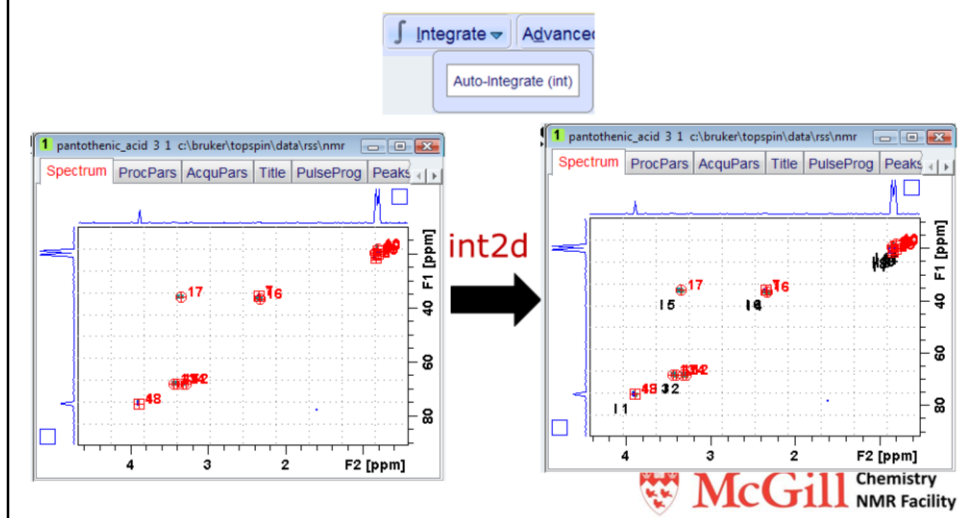 ∫ Integrate Advanced
Auto-Integrate (int)
1 pantothenic_acid 3 1 c:\bruker\topspin\data\rss\nmr
Spectrum ProcPars AcquPars Title PulseProg Peaks
17
16
48
F1 [ppm]
40
60
80
4 3 2 F2 [ppm]
int2d
1 pantothenic_acid 3 1 c:\bruker\topspin\data\rss\nmr
Spectrum ProcPars AcquPars Title PulseProg Peaks
17
I 5
16
I 1
F1 [ppm]
40
60
80
4 3 2 F2 [ppm]
McGill Chemistry
NMR Facility